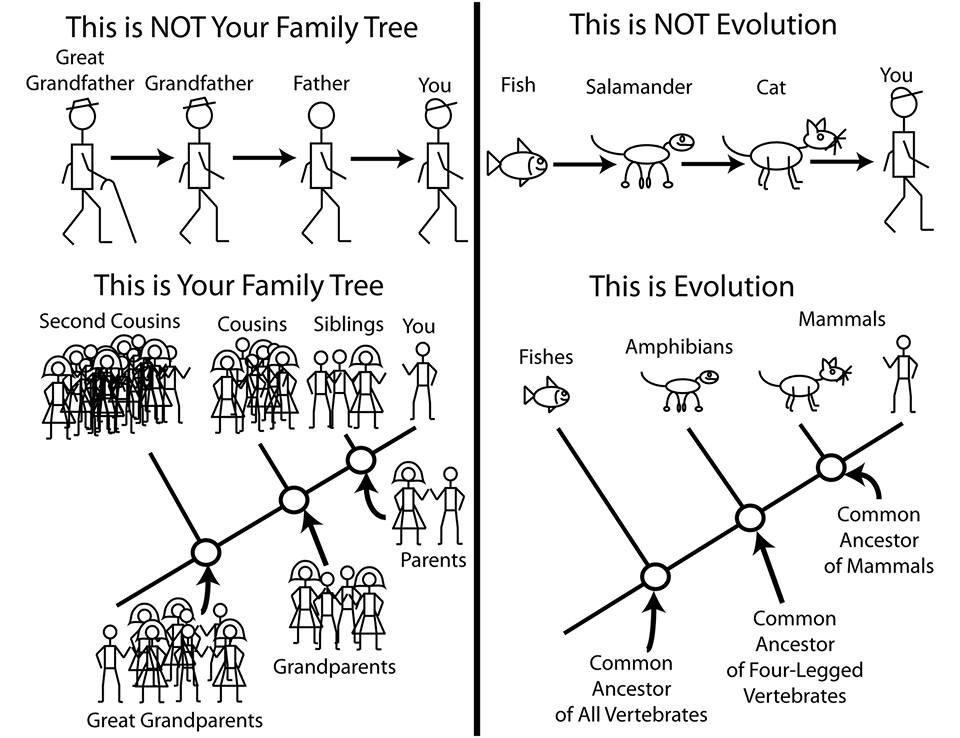 This is NOT Your Family Tree
Great
Grandfather
Grandfather
Father
You
This is Your Family Tree
Second Cousins
Cousins
Siblings
You
Parents
Grandparents
Great Grandparents
This is NOT Evolution
Fish
Salamander
Cat
You
This is Evolution
Fishes
Amphibians
Mammals
Common
Ancestor
of Mammals
Common
Ancestor
of Four-Legged
Vertebrates
Common
Ancestor
of All Vertebrates